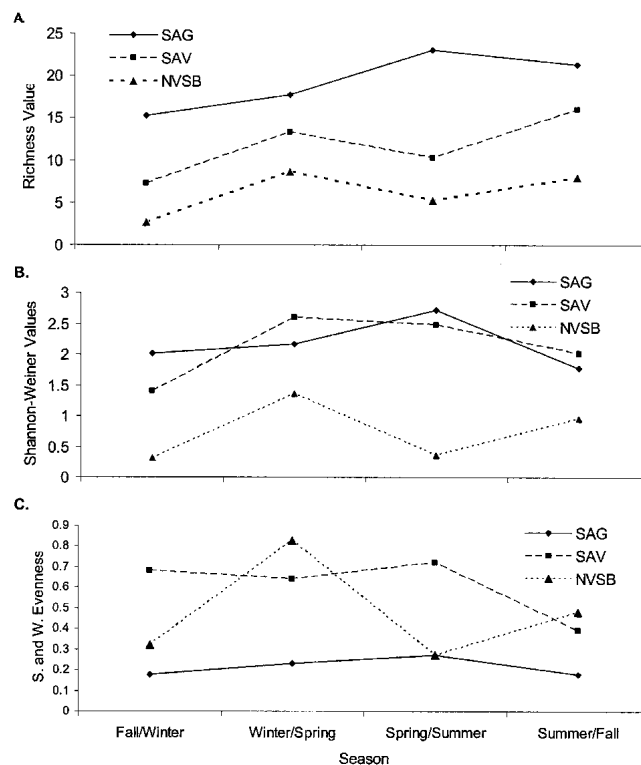 A.
SAG
SAV
NVSB
Richness Value
25
20
15
10
5
0
B.
SAG
SAV
NVSB
Shannon-Weiner Values
3
2.5
2
1.5
1
0.5
0
C.
SAG
SAV
NVSB
S. and W. Evenness
0.9
0.8
0.7
0.6
0.5
0.4
0.3
0.2
0.1
0
Fall/Winter Winter/Spring Spring/Summer Summer/Fall
Season